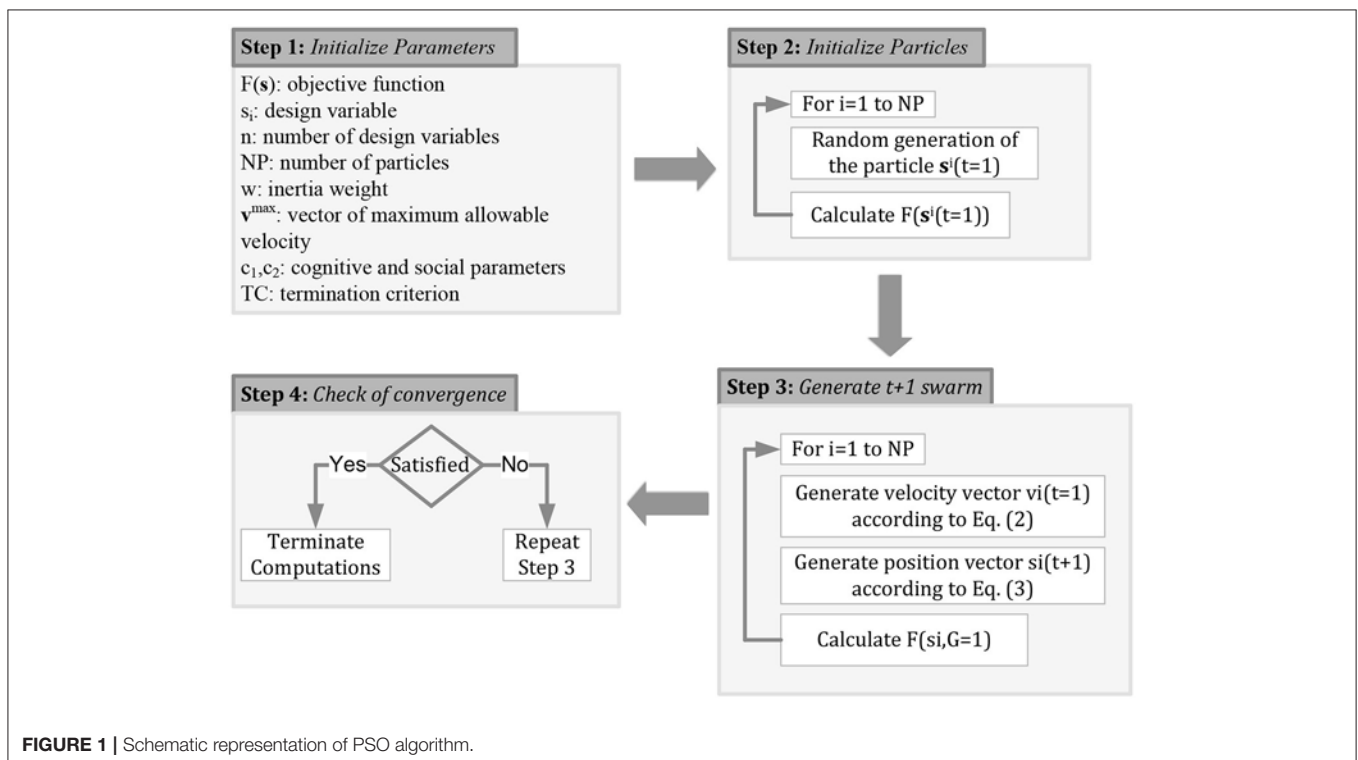 Step 1: Initialize Parameters
F(s): objective function
sᵢ: design variable
n: number of design variables
NP: number of particles
w: inertia weight
vᵐᵃˣ: vector of maximum allowable
velocity
c₁,c₂: cognitive and social parameters
TC: termination criterion
Step 2: Initialize Particles
For i=1 to NP
Random generation of
the particle sⁱ(t=1)
Calculate F(sⁱ(t=1))
Step 3: Generate t+1 swarm
For i=1 to NP
Generate velocity vector vi(t=1)
according to Eq. (2)
Generate position vector si(t+1)
according to Eq. (3)
Calculate F(si,G=1)
Step 4: Check of convergence
Yes
Satisfied
No
Terminate
Computations
Repeat
Step 3
FIGURE 1 | Schematic representation of PSO algorithm.